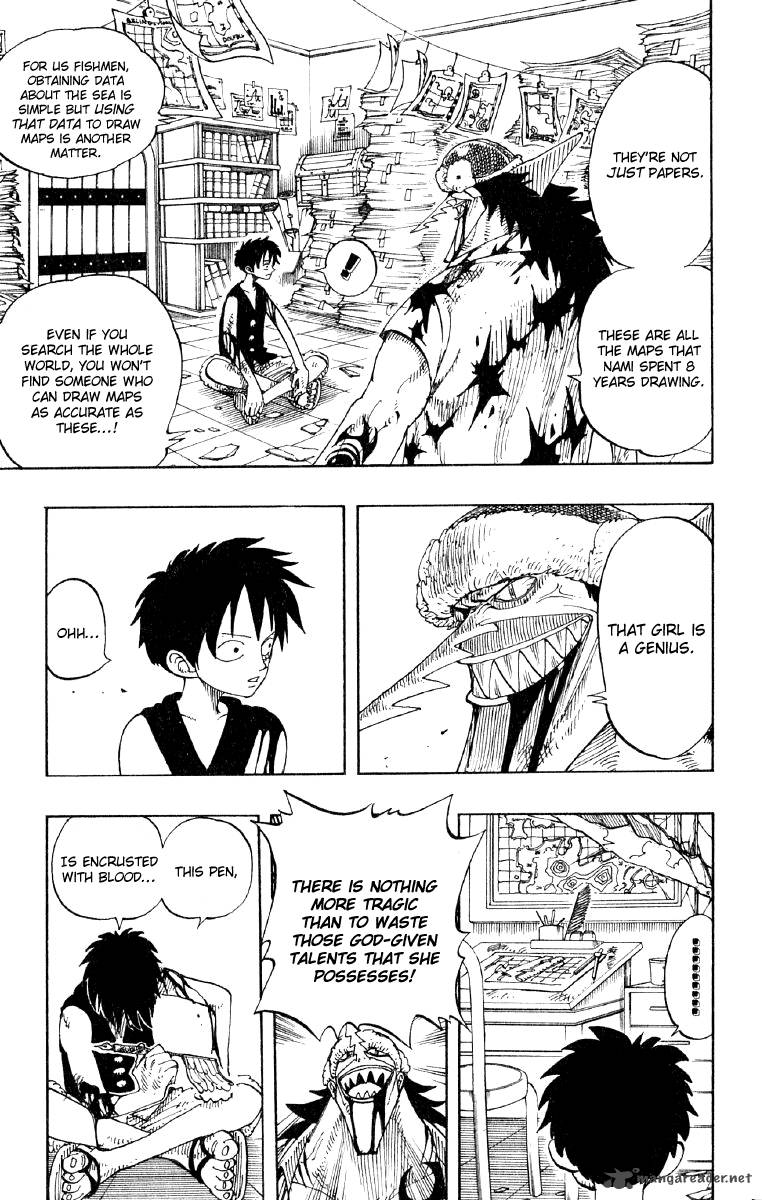 THEY'RE NOT
JUST PAPERS.
THESE ARE ALL
THE MAPS THAT
NAMI SPENT 8
YEARS DRAWING.
FOR US FISHMEN,
OBTAINING DATA
ABOUT THE SEA IS
SIMPLE BUT USING
THAT DATA TO DRAW
MAPS IS ANOTHER
MATTER.
!
EVEN IF YOU
SEARCH THE WHOLE
WORLD, YOU WON'T
FIND SOMEONE WHO
CAN DRAW MAPS
AS ACCURATE AS
THESE...!
THAT GIRL IS
A GENIUS.
OHH...
..........
THERE IS NOTHING
MORE TRAGIC
THAN TO WASTE
THOSE GOD-GIVEN
TALENTS THAT SHE
POSSESSES!
THIS PEN,
IS ENCRUSTED
WITH BLOOD...
mangareader.net